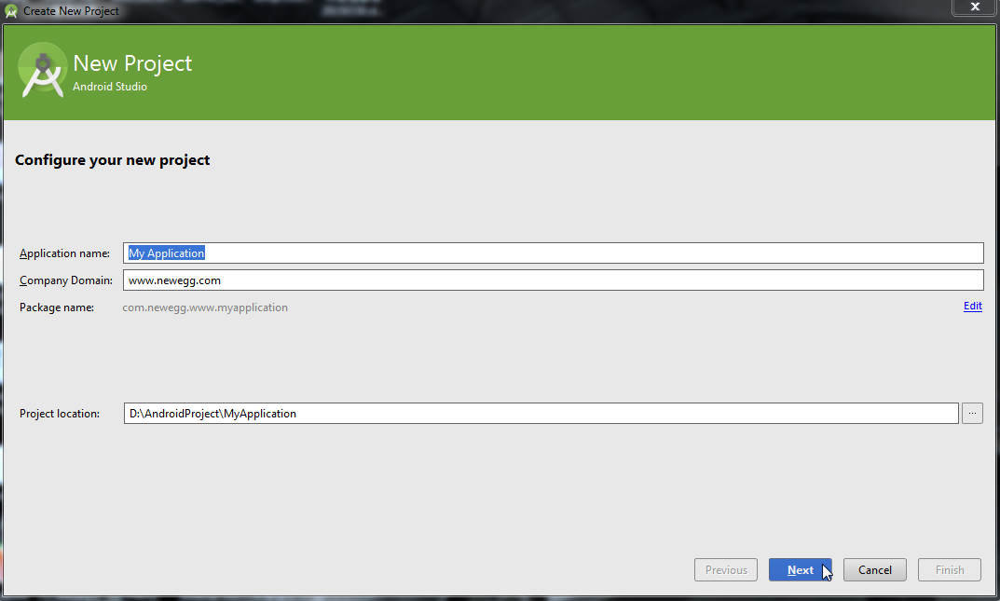 Create New Project
New Project
Android Studio
Configure your new project
Application name: My Application
Company Domain: www.newegg.com
Package name: com.newegg.www.myapplication Edit
Project location: D:\AndroidProject\MyApplication ...
Previous Next Cancel Finish